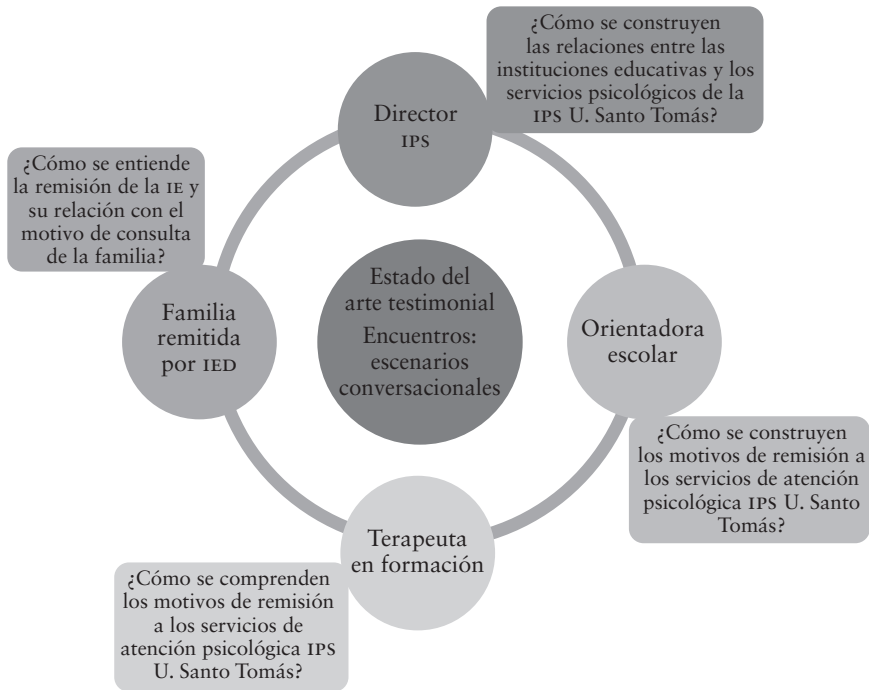 ¿Cómo se construyen
las relaciones entre las
instituciones educativas y los
servicios psicológicos de la
IPS U. Santo Tomás?
Director
IPS
¿Cómo se entiende
la remisión de la IE y
su relación con el
motivo de consulta
de la familia?
Familia
remitida
por IED
Estado del
arte testimonial
Encuentros:
escenarios
conversacionales
Orientadora
escolar
¿Cómo se construyen
los motivos de remisión a
los servicios de atención
psicológica IPS U. Santo
Tomás?
Terapeuta
en formación
¿Cómo se comprenden
los motivos de remisión
a los servicios de
atención psicológica IPS
U. Santo Tomás?